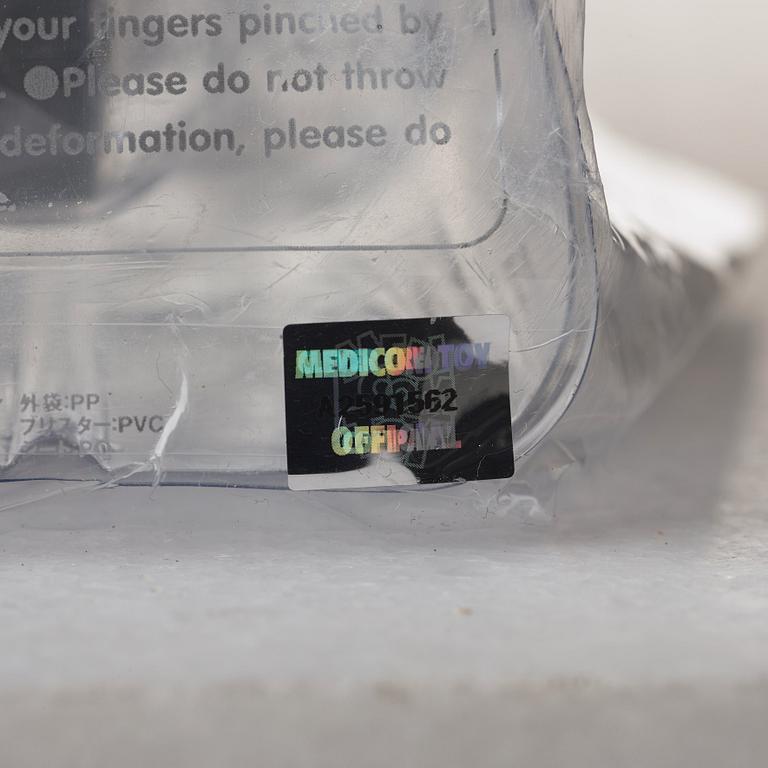 your fingers pinched by
. ●Please do not throw
deformation, please do
外袋:PP
ブリスター:PVC
MEDICOM TOY
A2591562
OFFICIAL